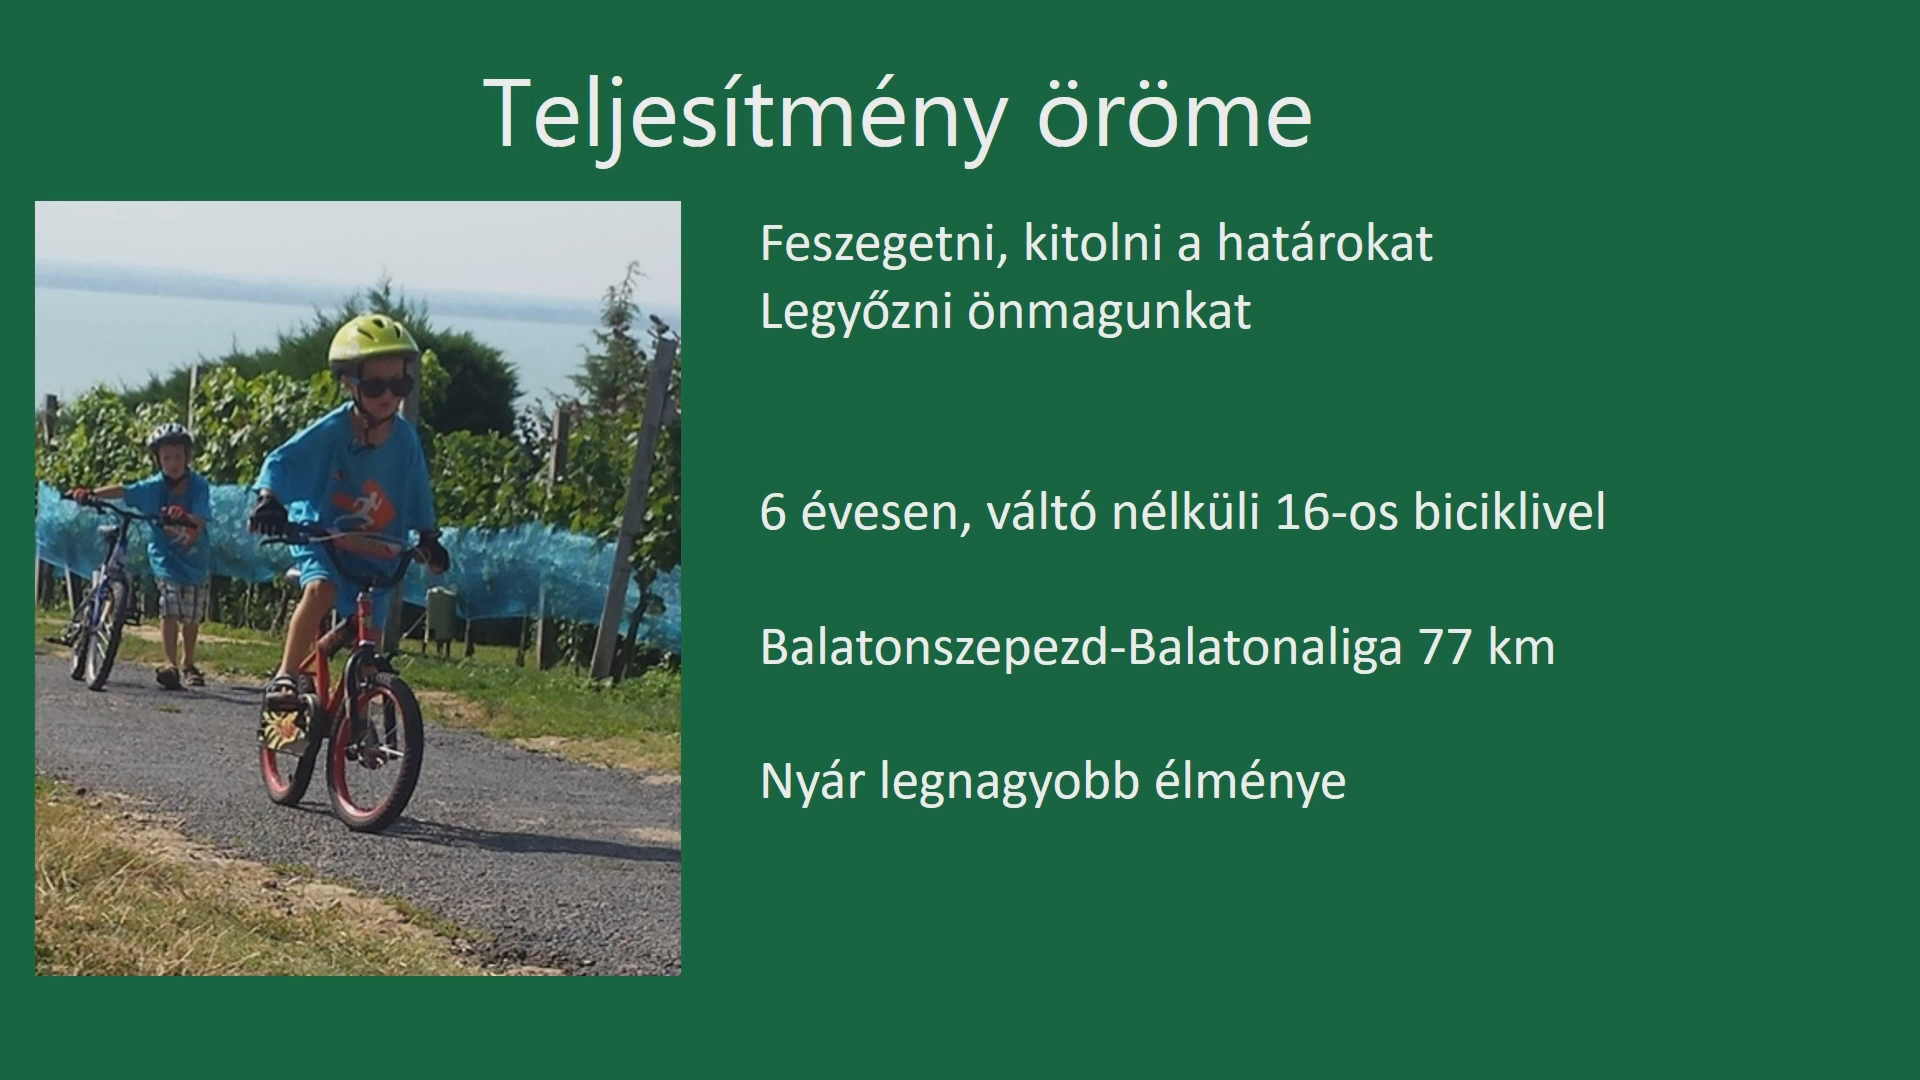 Teljesítmény öröme
Feszegetni, kitolni a határokat
Legyőzni önmagunkat
6 évesen, váltó nélküli 16-os biciklivel
Balatonszepezd-Balatonaliga 77 km
Nyár legnagyobb élménye